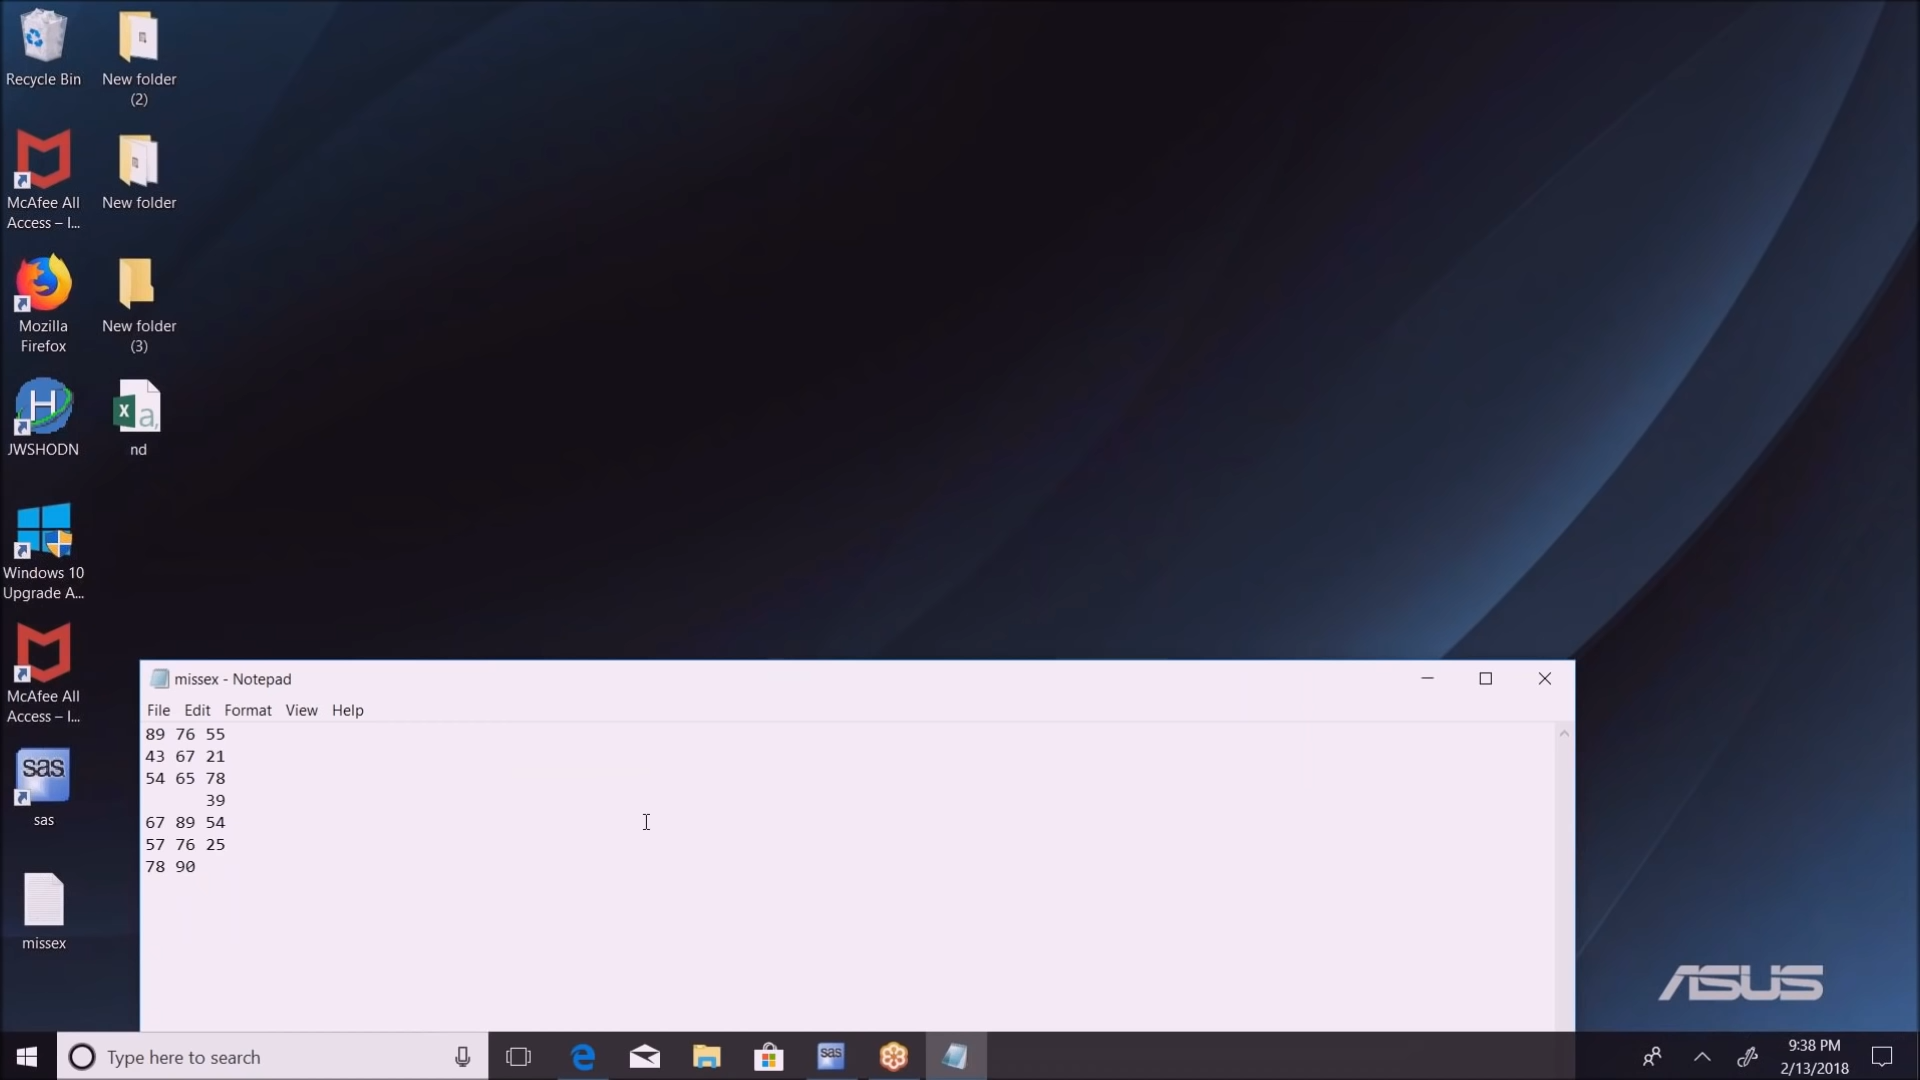 Recycle Bin
New folder
(2)
McAfee All
Access – I...
New folder
Mozilla
Firefox
New folder
(3)
JWSHODN
nd
Windows 10
Upgrade A...
McAfee All
Access – I...
sas
sas
missex
missex - Notepad
File Edit Format View Help
89 76 55
43 67 21
54 65 78
39
67 89 54
57 76 25
78 90
ASUS
Type here to search
sas
9:38 PM
2/13/2018